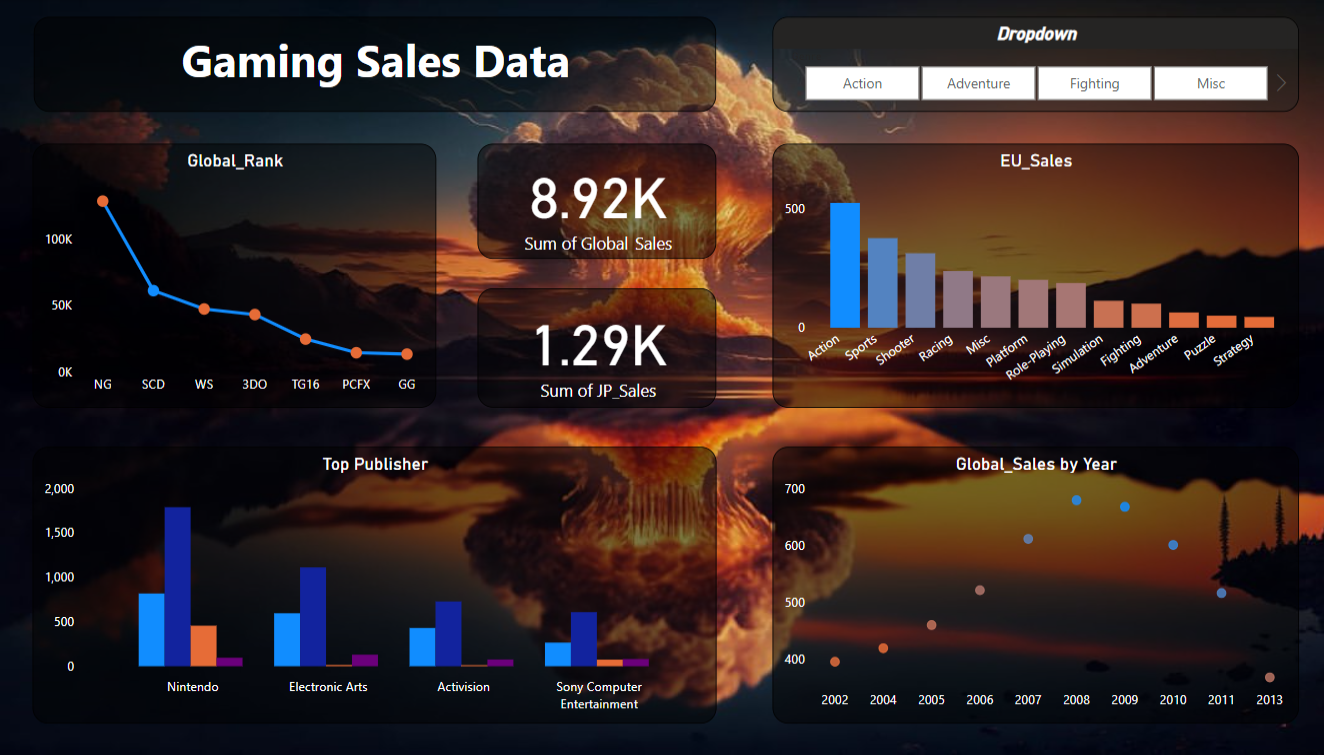 Gaming Sales Data
Dropdown
Action Adventure Fighting Misc
Global_Rank
100K
50K
0K
NG SCD WS 3DO TG16 PCFX GG
8.92K
Sum of Global Sales
1.29K
Sum of JP_Sales
EU_Sales
500
0
Action Sports Shooter Racing Misc Platform Role-Playing Simulation Fighting Adventure Puzzle Strategy
Top Publisher
2,000
1,500
1,000
500
0
Nintendo Electronic Arts Activision Sony Computer
Entertainment
Global_Sales by Year
700
600
500
400
2002 2004 2005 2006 2007 2008 2009 2010 2011 2013